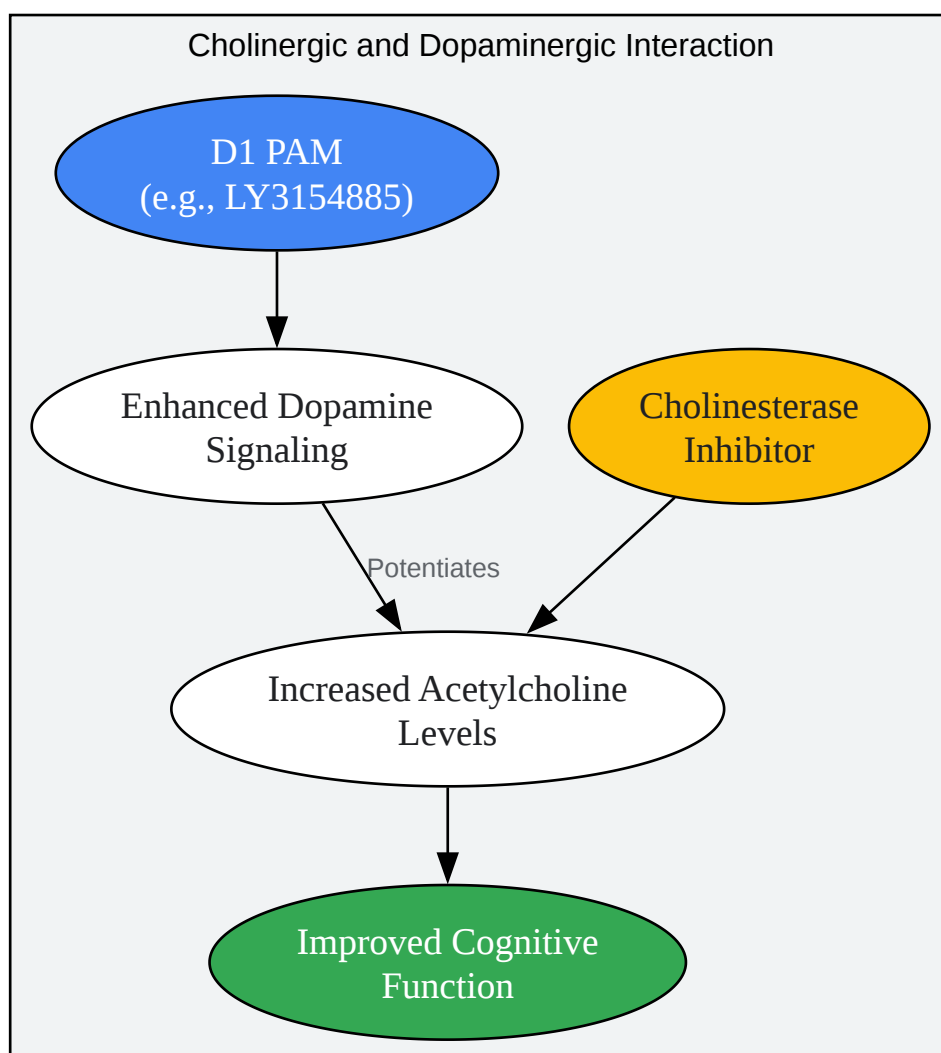 Cholinergic and Dopaminergic Interaction
D1 PAM
(e.g., LY3154885)
Enhanced Dopamine
Signaling
Cholinesterase
Inhibitor
Potentiates
Increased Acetylcholine
Levels
Improved Cognitive
Function